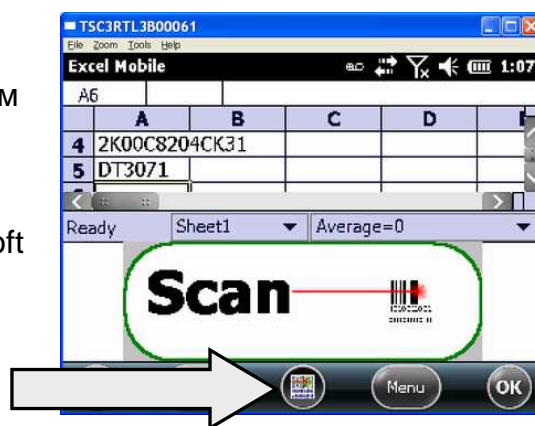 TSC3RTL3B00061
File Zoom Tools Help
Excel Mobile 1:07
м
A6
A B C D
4 2K00C8204CK31
5 DT3071
Ready Sheet1 Average=0
oft
Scan
Menu OK